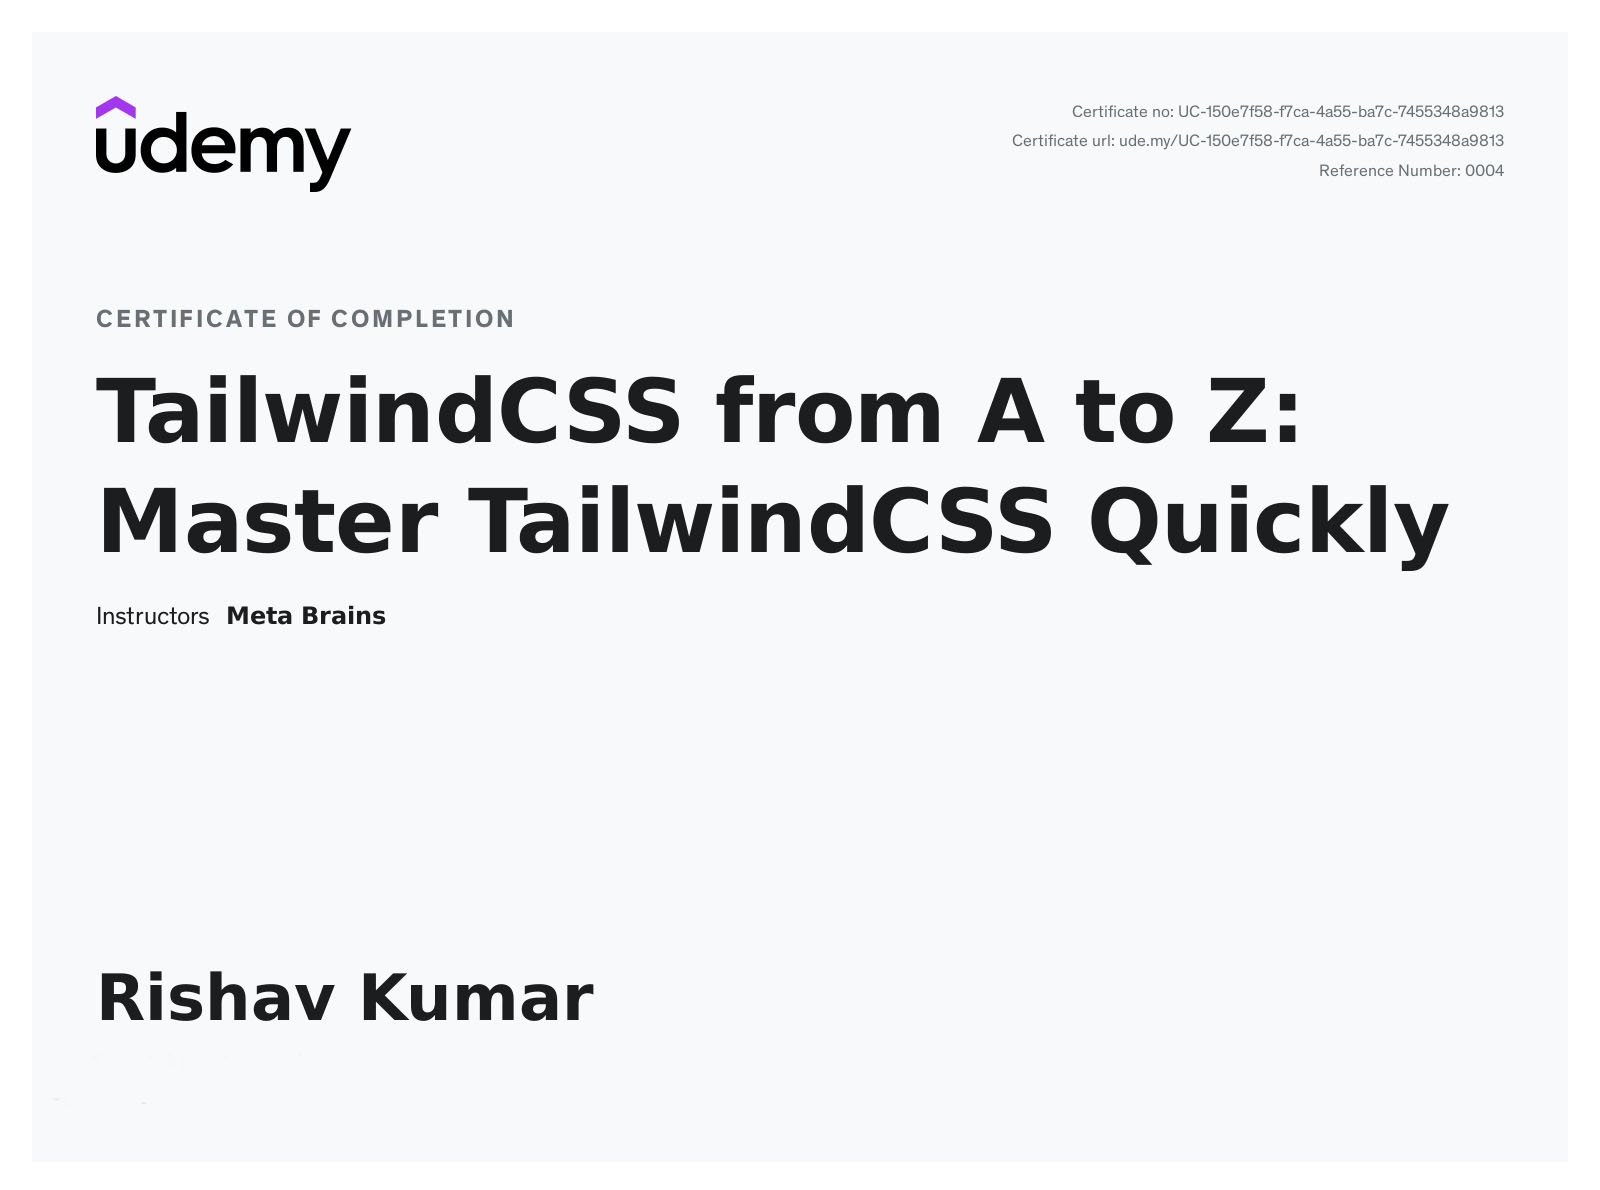 udemy
Certificate no: UC-150e7f58-f7ca-4a55-ba7c-7455348a9813
Certificate url: ude.my/UC-150e7f58-f7ca-4a55-ba7c-7455348a9813
Reference Number: 0004
CERTIFICATE OF COMPLETION
TailwindCSS from A to Z:
Master TailwindCSS Quickly
Instructors Meta Brains
Rishav Kumar